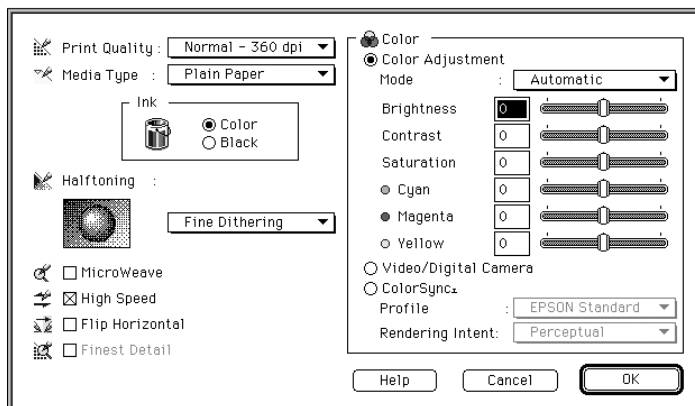 Print Quality : Normal - 360 dpi
Media Type : Plain Paper
Ink
Color
Black
Halftoning :
Fine Dithering
MicroWeave
High Speed
Flip Horizontal
Finest Detail
Color
Color Adjustment
Mode : Automatic
Brightness 0
Contrast 0
Saturation 0
Cyan 0
Magenta 0
Yellow 0
Video/Digital Camera
ColorSync
Profile : EPSON Standard
Rendering Intent: Perceptual
Help
Cancel
OK